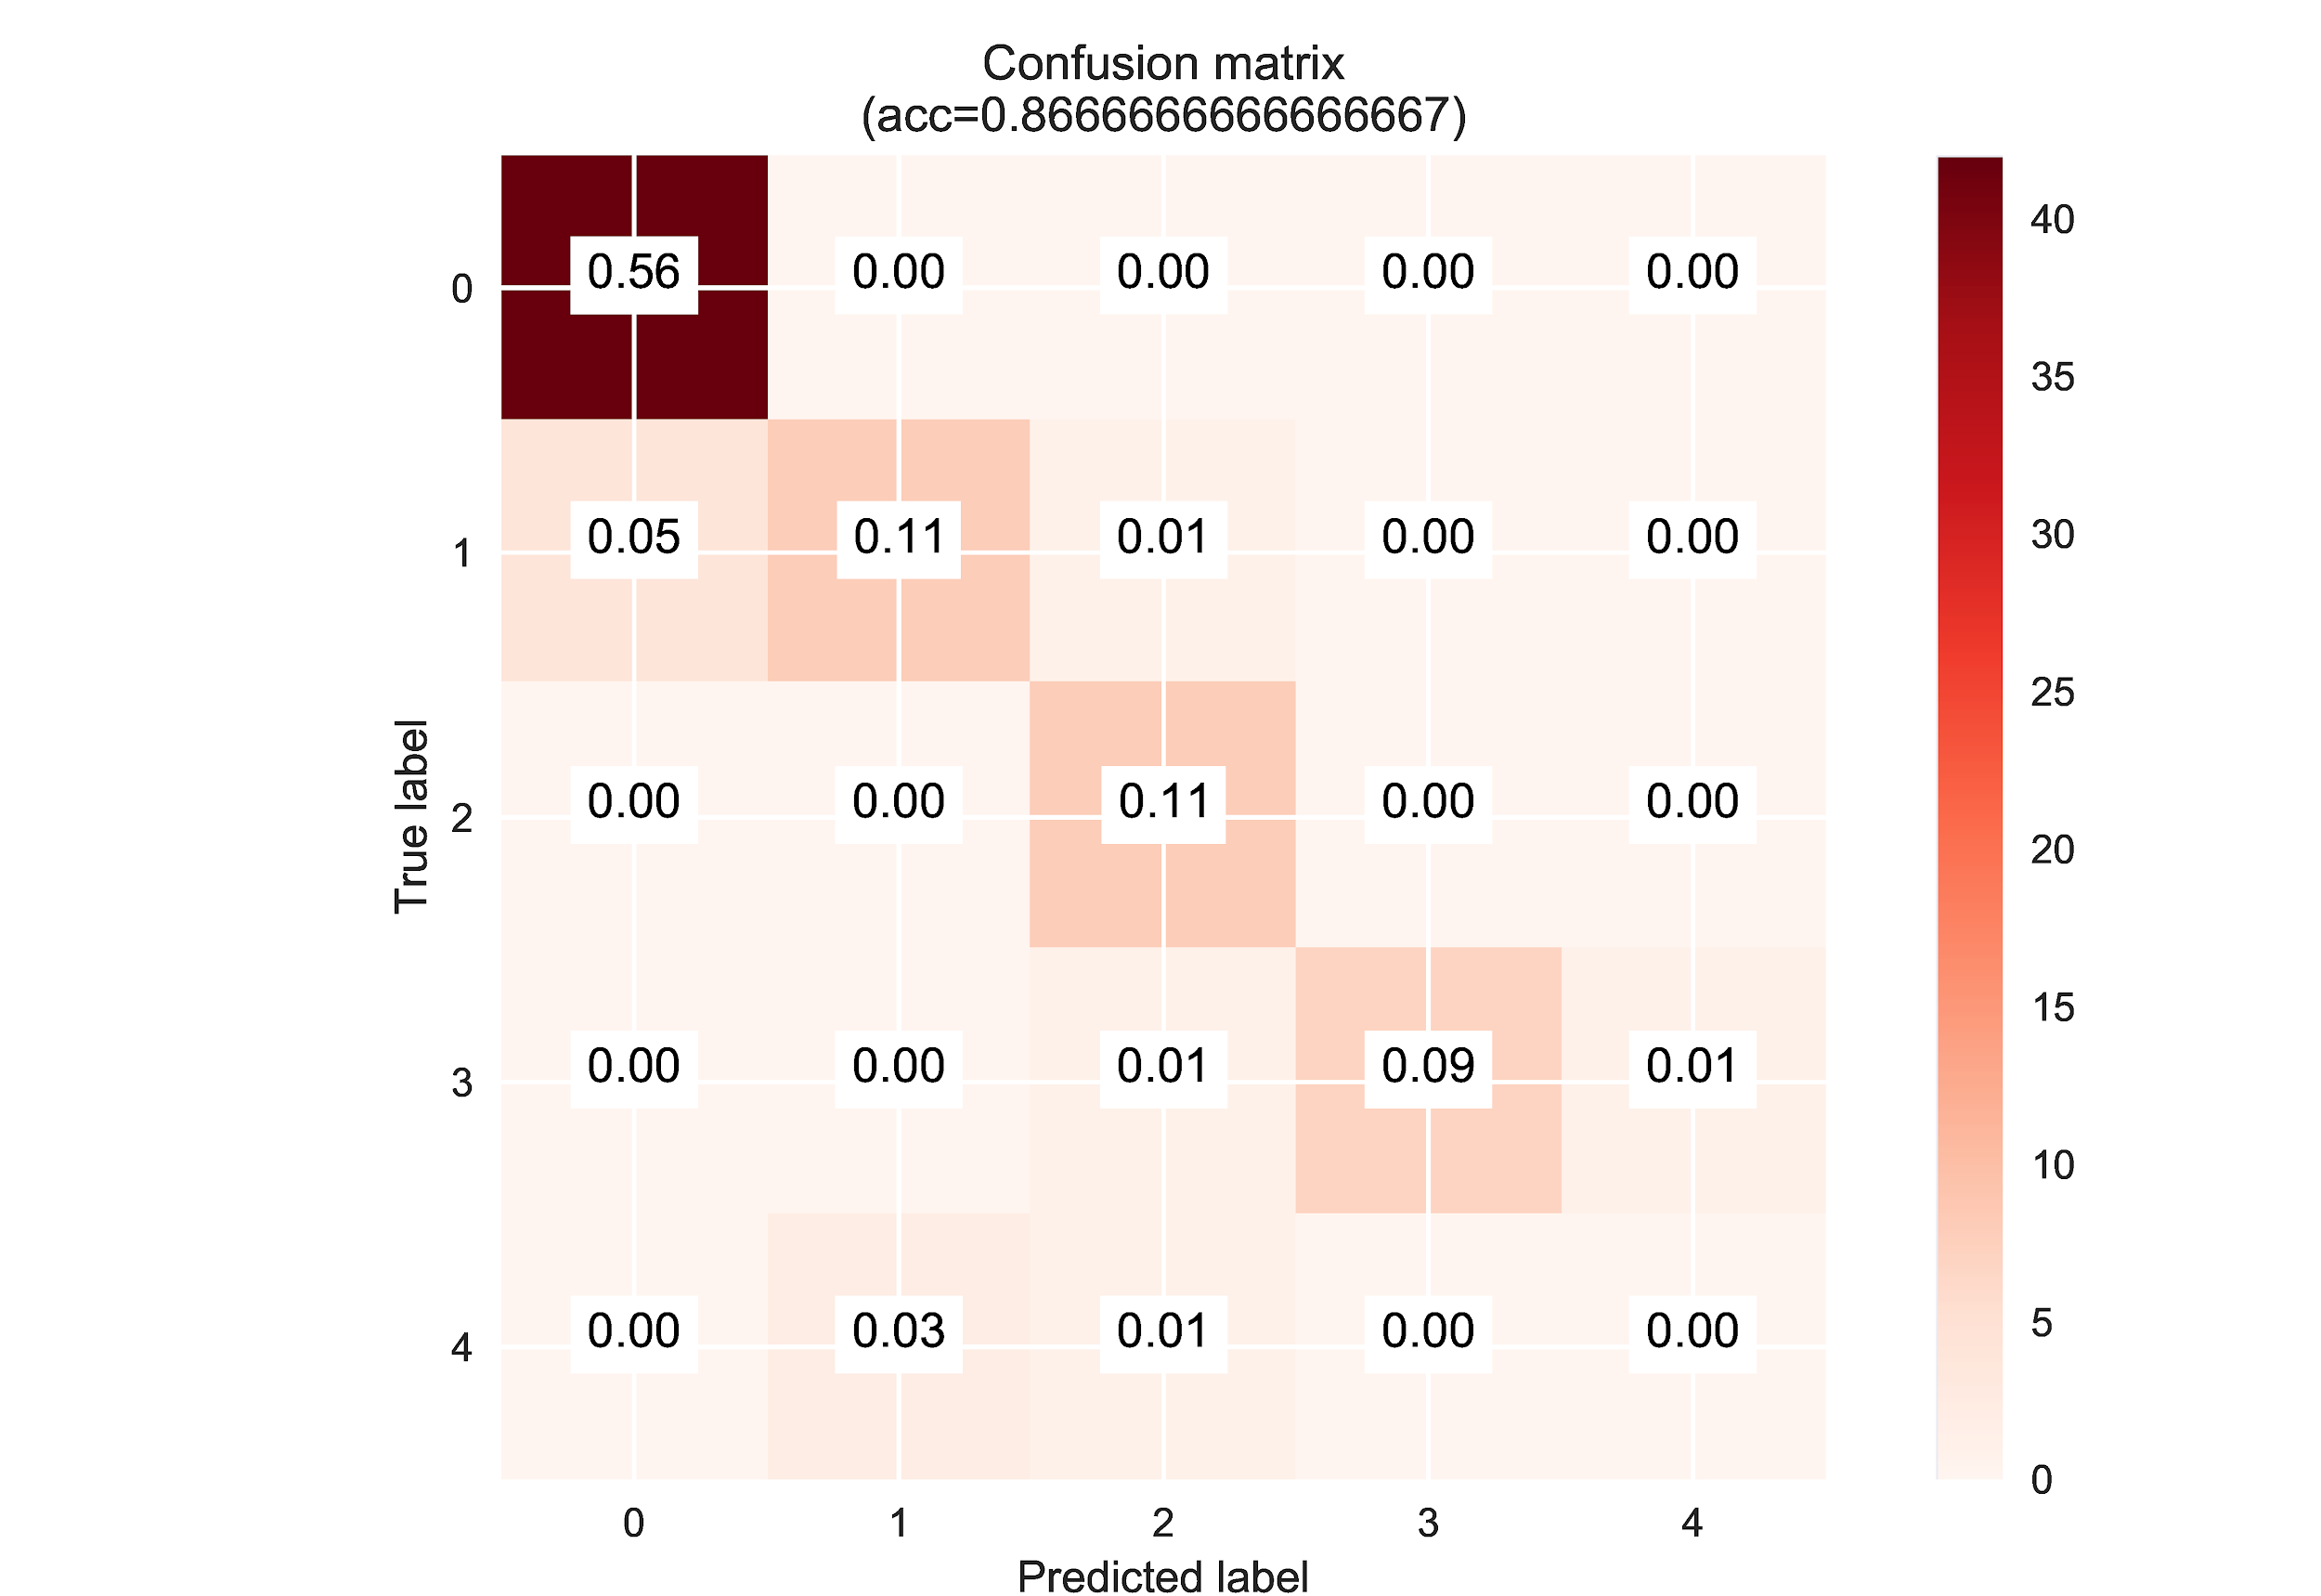 Confusion matrix
(acc=0.8666666666666667)
0 0.56 0.00 0.00 0.00 0.00
1 0.05 0.11 0.01 0.00 0.00
2 0.00 0.00 0.11 0.00 0.00
3 0.00 0.00 0.01 0.09 0.01
4 0.00 0.03 0.01 0.00 0.00
0 1 2 3 4
True label
Predicted label
40
35
30
25
20
15
10
5
0